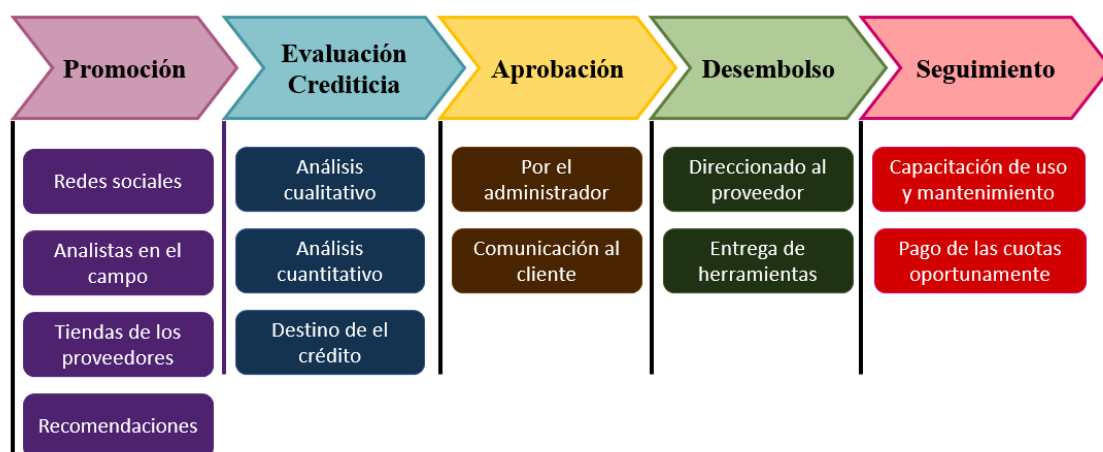 Promoción
Evaluación
Crediticia
Aprobación
Desembolso
Seguimiento
Redes sociales
Analistas en el
campo
Tiendas de los
proveedores
Recomendaciones
Análisis
cualitativo
Análisis
cuantitativo
Destino de el
crédito
Por el
administrador
Comunicación al
cliente
Direccionado al
proveedor
Entrega de
herramientas
Capacitación de uso
y mantenimiento
Pago de las cuotas
oportunamente